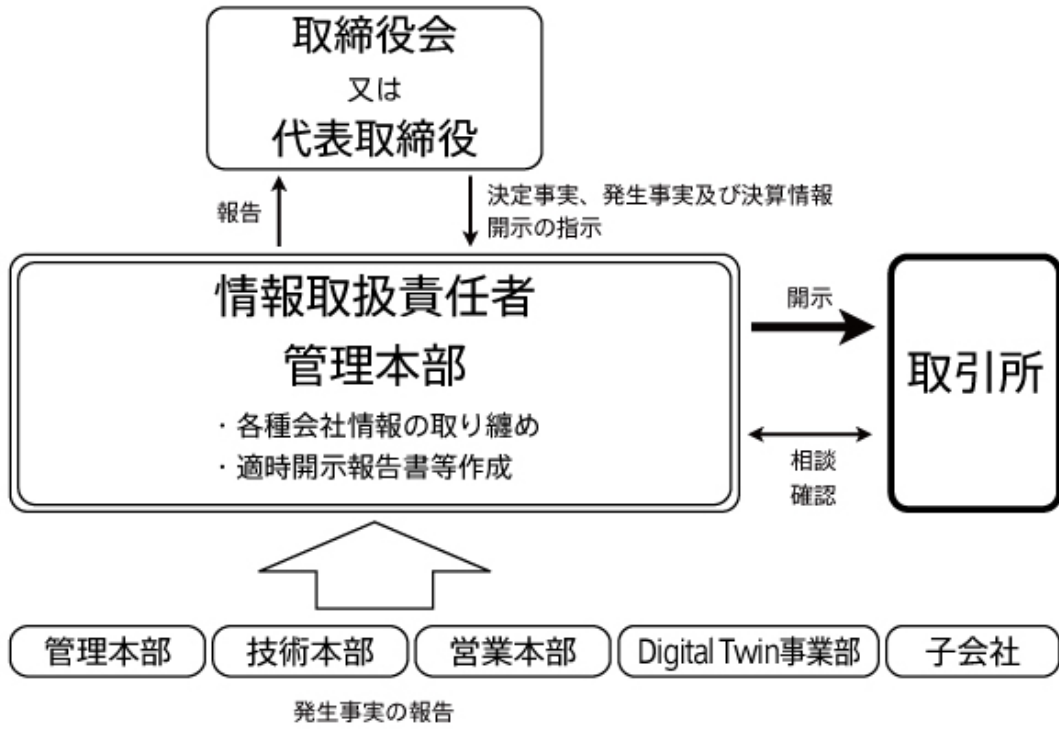 取締役会
又は
代表取締役
報告
決定事実、発生事実及び決算情報
開示の指示
情報取扱責任者
管理本部
・各種会社情報の取り纏め
・適時開示報告書等作成
開示
相談
確認
取引所
管理本部
技術本部
営業本部
Digital Twin事業部
子会社
発生事実の報告